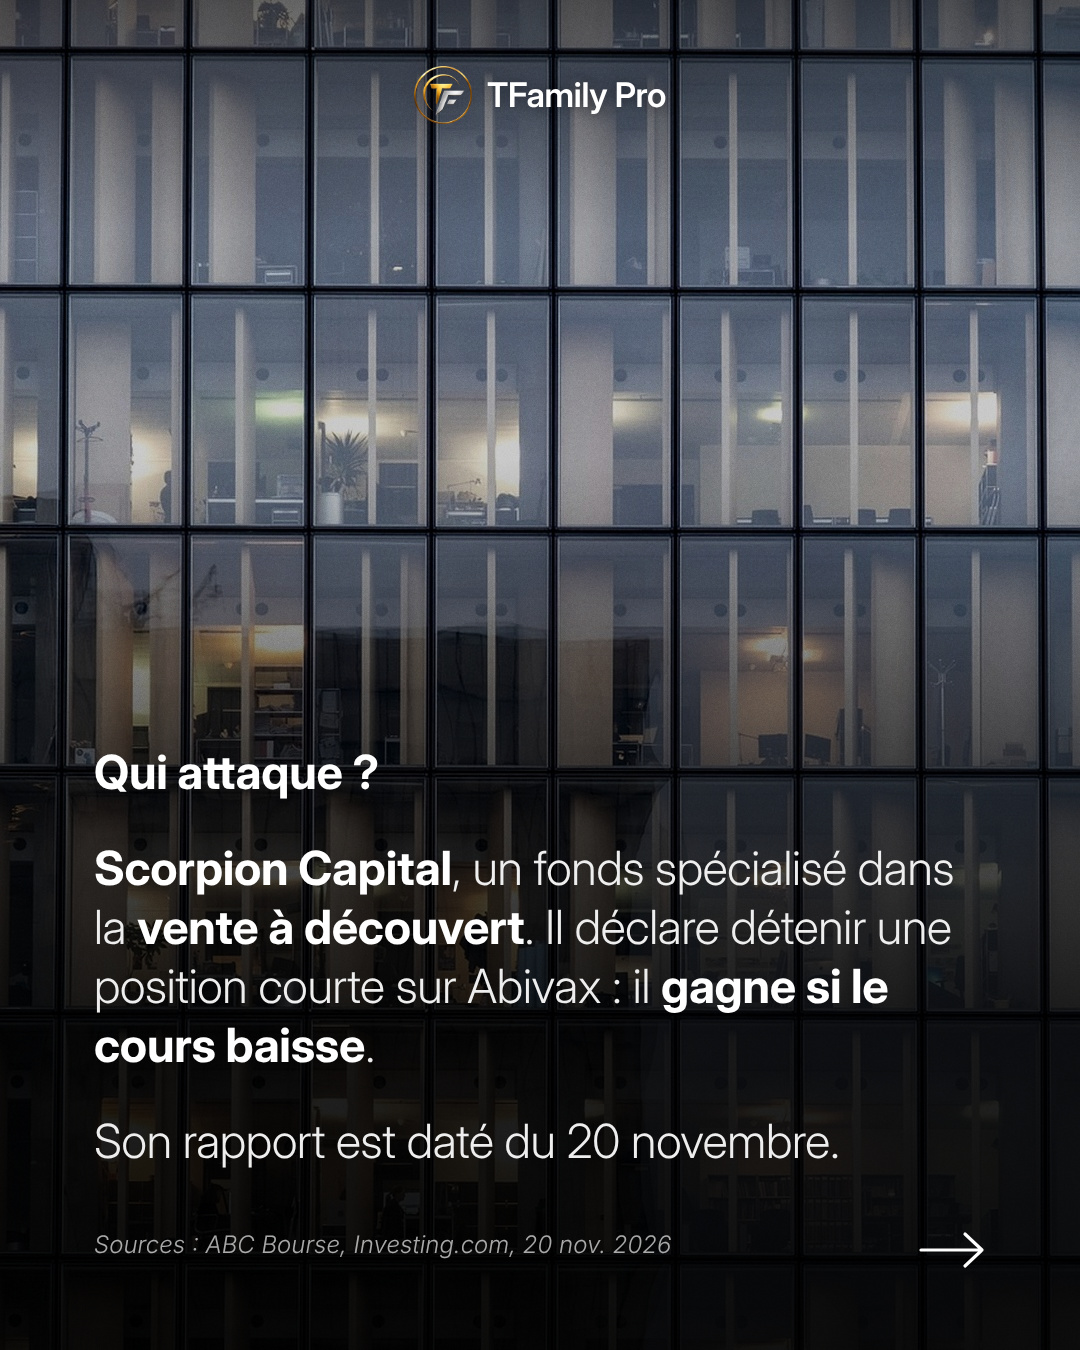 TF TFamily Pro
Qui attaque ?
Scorpion Capital, un fonds spécialisé dans
la vente à découvert. Il déclare détenir une
position courte sur Abivax : il gagne si le
cours baisse.
Son rapport est daté du 20 novembre.
Sources : ABC Bourse, Investing.com, 20 nov. 2026